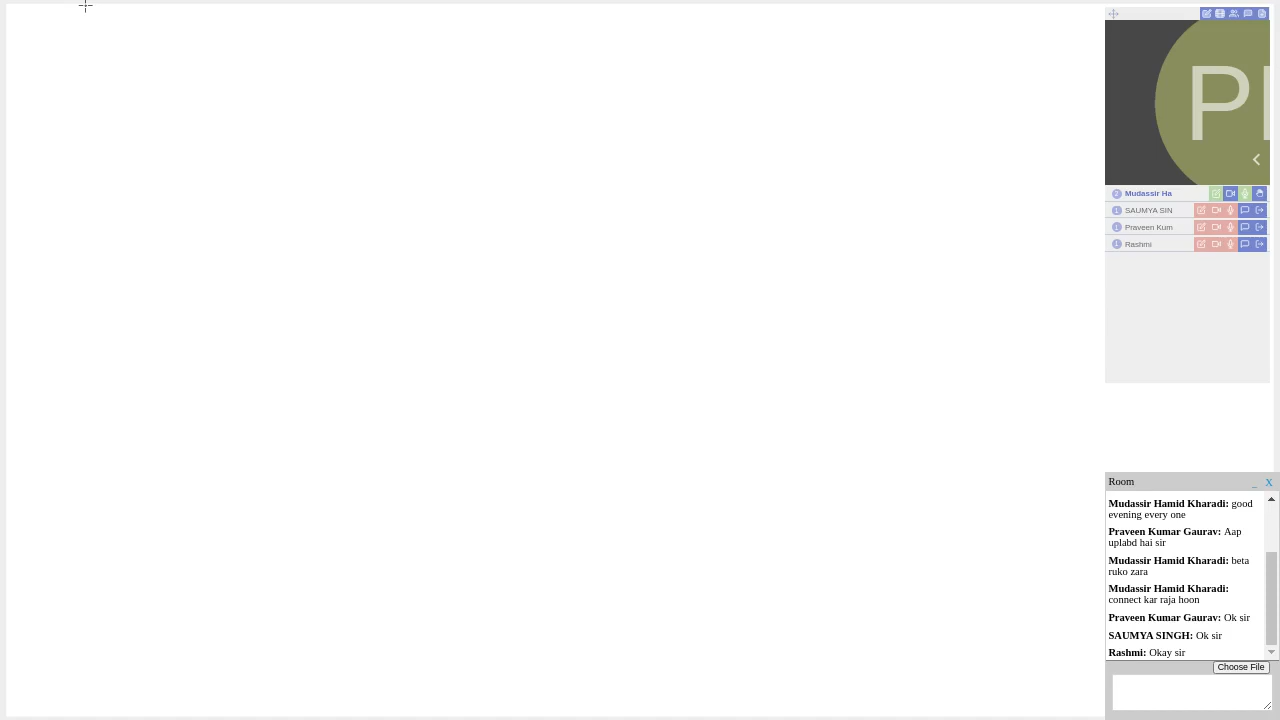 P
Mudassir Ha
SAUMYA SIN
Praveen Kum
Rashmi
Room _ X
Mudassir Hamid Kharadi: good
evening every one
Praveen Kumar Gaurav: Aap
uplabd hai sir
Mudassir Hamid Kharadi: beta
ruko zara
Mudassir Hamid Kharadi:
connect kar raja hoon
Praveen Kumar Gaurav: Ok sir
SAUMYA SINGH: Ok sir
Rashmi: Okay sir
Choose File